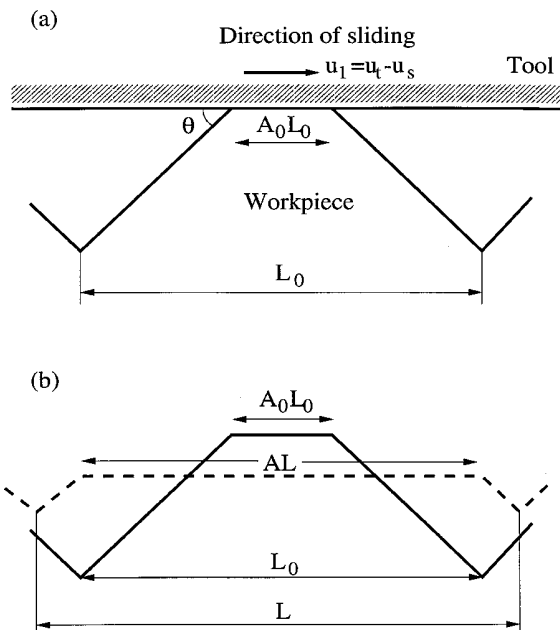 (a)
Direction of sliding
u₁=uₜ-uₛ
Tool
θ
A₀L₀
Workpiece
L₀
(b)
A₀L₀
AL
L₀
L